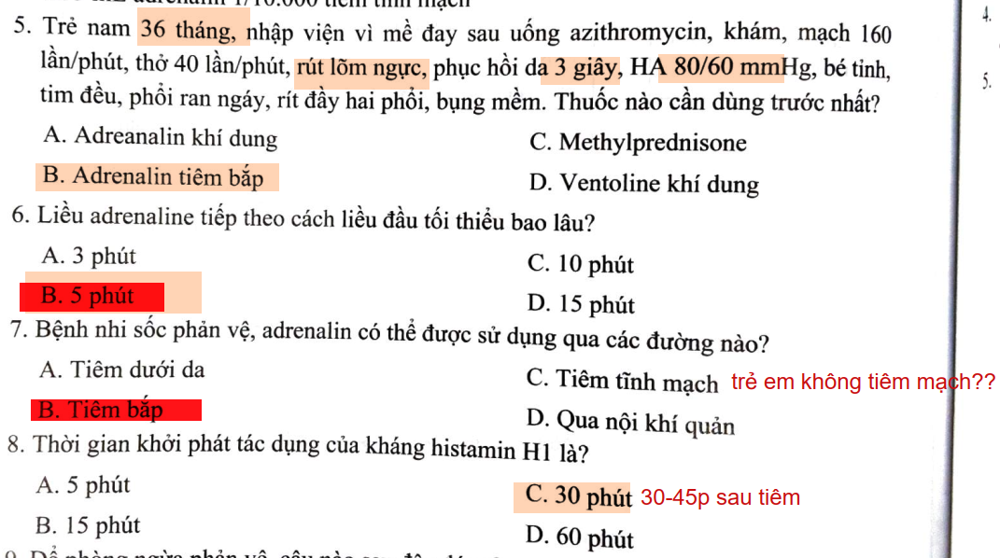 5. Trẻ nam 36 tháng, nhập viện vì mề đay sau uống azithromycin, khám, mạch 160
lần/phút, thở 40 lần/phút, rút lõm ngực, phục hồi da 3 giây, HA 80/60 mmHg, bé tỉnh,
tim đều, phổi ran ngáy, rít đầy hai phổi, bụng mềm. Thuốc nào cần dùng trước nhất?
A. Adreanalin khí dung
C. Methylprednisone
B. Adrenalin tiêm bắp
D. Ventoline khí dung
6. Liều adrenaline tiếp theo cách liều đầu tối thiểu bao lâu?
A. 3 phút
C. 10 phút
B. 5 phút
D. 15 phút
7. Bệnh nhi sốc phản vệ, adrenalin có thể được sử dụng qua các đường nào?
A. Tiêm dưới da
C. Tiêm tĩnh mạch trẻ em không tiêm mạch??
B. Tiêm bắp
D. Qua nội khí quản
8. Thời gian khởi phát tác dụng của kháng histamin H1 là?
A. 5 phút
C. 30 phút 30-45p sau tiêm
B. 15 phút
D. 60 phút
4.
5.